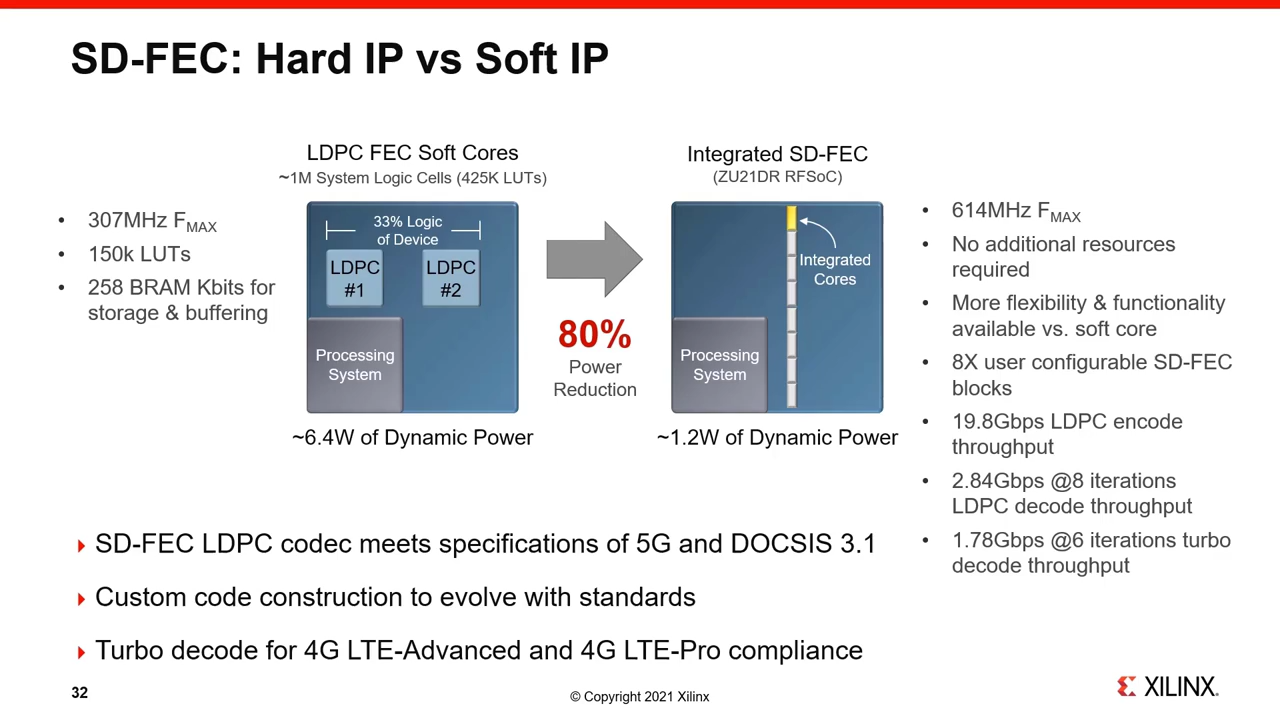 SD-FEC: Hard IP vs Soft IP
LDPC FEC Soft Cores
~1M System Logic Cells (425K LUTs)
• 307MHz FMAX
• 150k LUTs
• 258 BRAM Kbits for
storage & buffering
33% Logic
of Device
LDPC
#1
LDPC
#2
Processing
System
~6.4W of Dynamic Power
80%
Power
Reduction
Integrated SD-FEC
(ZU21DR RFSoC)
Integrated
Cores
Processing
System
~1.2W of Dynamic Power
• 614MHz FMAX
• No additional resources
required
• More flexibility & functionality
available vs. soft core
• 8X user configurable SD-FEC
blocks
• 19.8Gbps LDPC encode
throughput
• 2.84Gbps @8 iterations
LDPC decode throughput
• 1.78Gbps @6 iterations turbo
decode throughput
SD-FEC LDPC codec meets specifications of 5G and DOCSIS 3.1
Custom code construction to evolve with standards
Turbo decode for 4G LTE-Advanced and 4G LTE-Pro compliance
32
© Copyright 2021 Xilinx
XILINX.